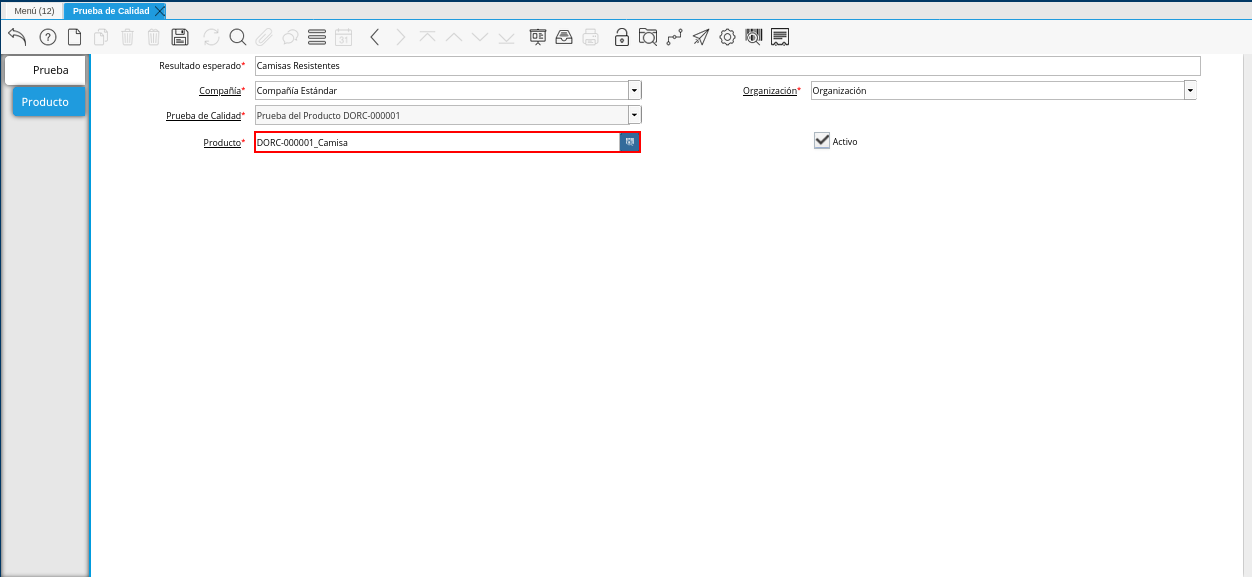 Menú (12) Prueba de Calidad
Prueba
Producto
Resultado esperado* Camisas Resistentes
Compañía* Compañía Estándar Organización* Organización
Prueba de Calidad* Prueba del Producto DORC-000001
Producto* DORC-000001_Camisa Activo
31